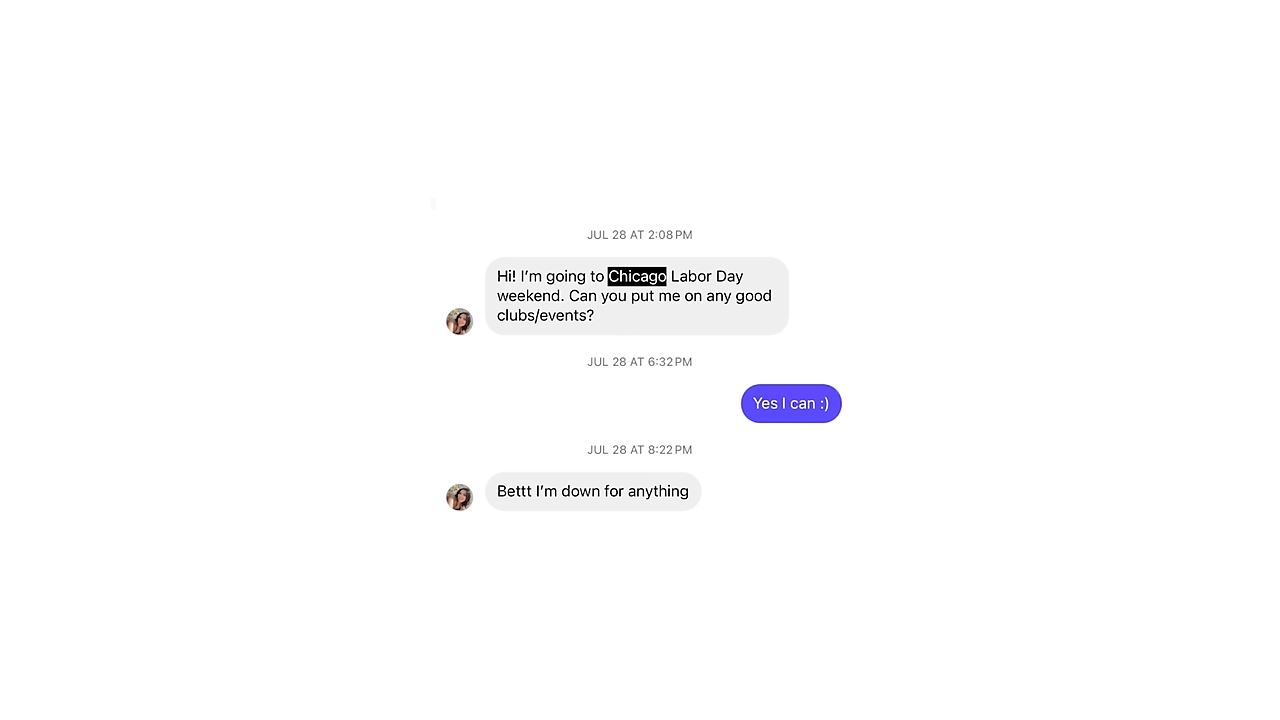 JUL 28 AT 2:08 PM
Hi! I’m going to Chicago Labor Day
weekend. Can you put me on any good
clubs/events?
JUL 28 AT 6:32 PM
Yes I can :)
JUL 28 AT 8:22 PM
Bettt I’m down for anything